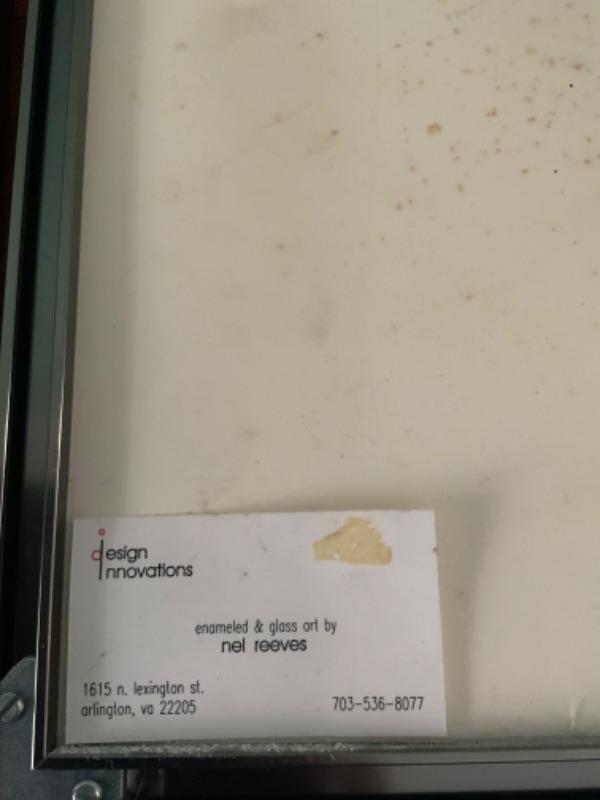 design
innovations
enameled & glass art by
nel reeves
1615 n. lexington st.
arlington, va 22205
703-536-8077